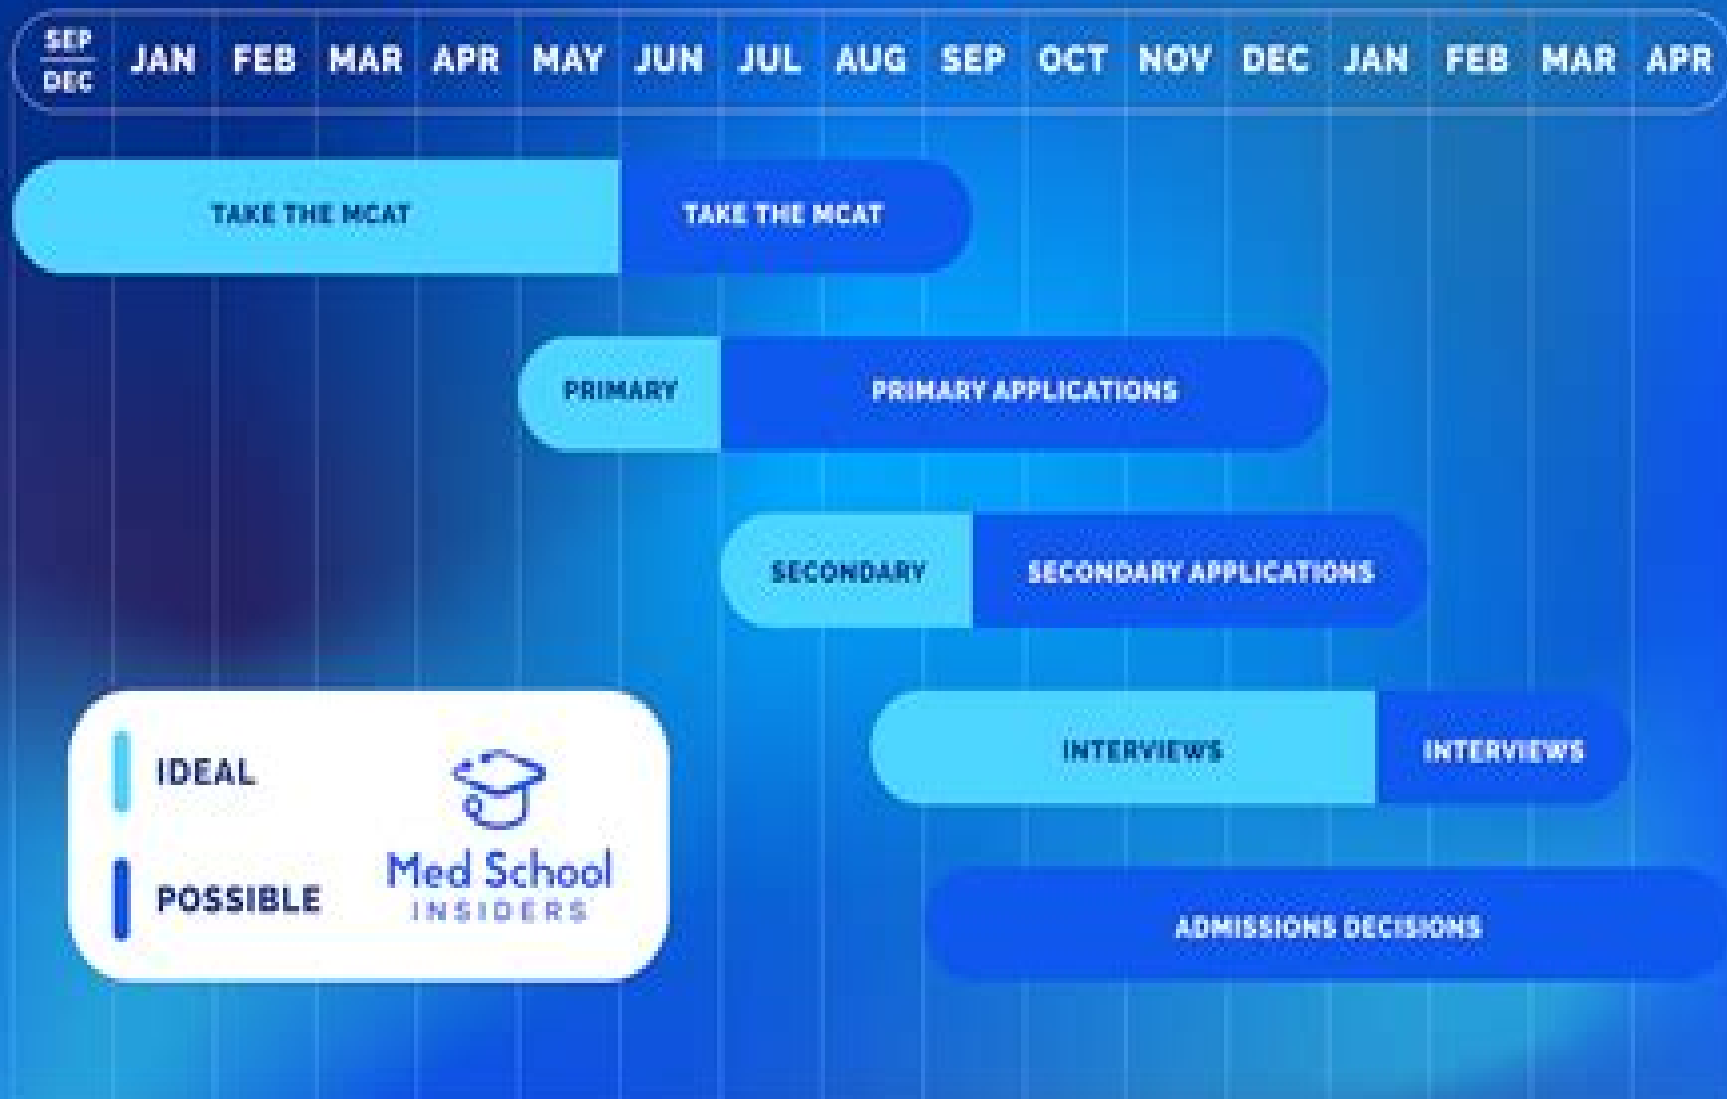 SEP
DEC
JAN FEB MAR APR MAY JUN JUL AUG SEP OCT NOV DEC JAN FEB MAR APR
TAKE THE MCAT TAKE THE MCAT
PRIMARY PRIMARY APPLICATIONS
SECONDARY SECONDARY APPLICATIONS
INTERVIEWS INTERVIEWS
ADMISSIONS DECISIONS
IDEAL
POSSIBLE
Med School
INSIDERS